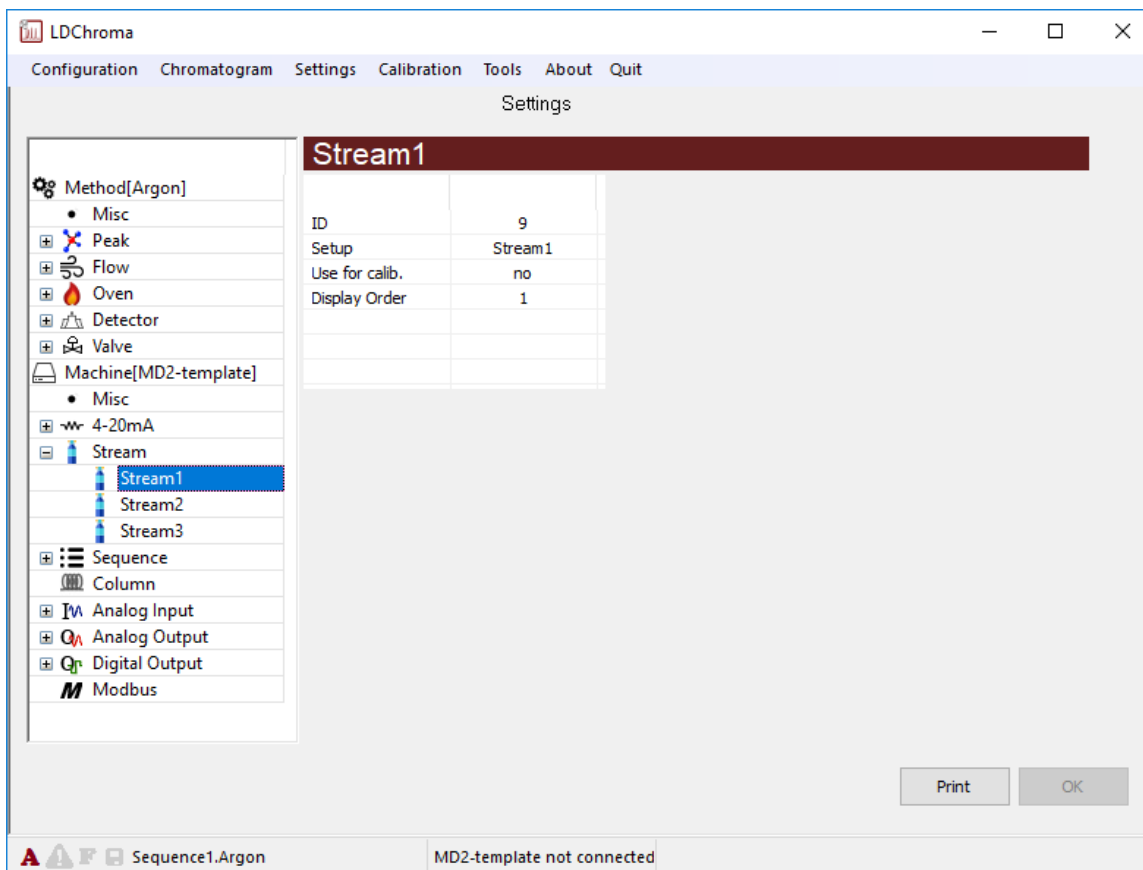 LDChroma
Configuration Chromatogram Settings Calibration Tools About Quit
Settings
Stream1
Method[Argon]
Misc
Peak
Flow
Oven
Detector
Valve
Machine[MD2-template]
Misc
4-20mA
Stream
Stream1
Stream2
Stream3
Sequence
Column
Analog Input
Analog Output
Digital Output
Modbus
ID 9
Setup Stream1
Use for calib. no
Display Order 1
Print OK
A F Sequence1.Argon MD2-template not connected